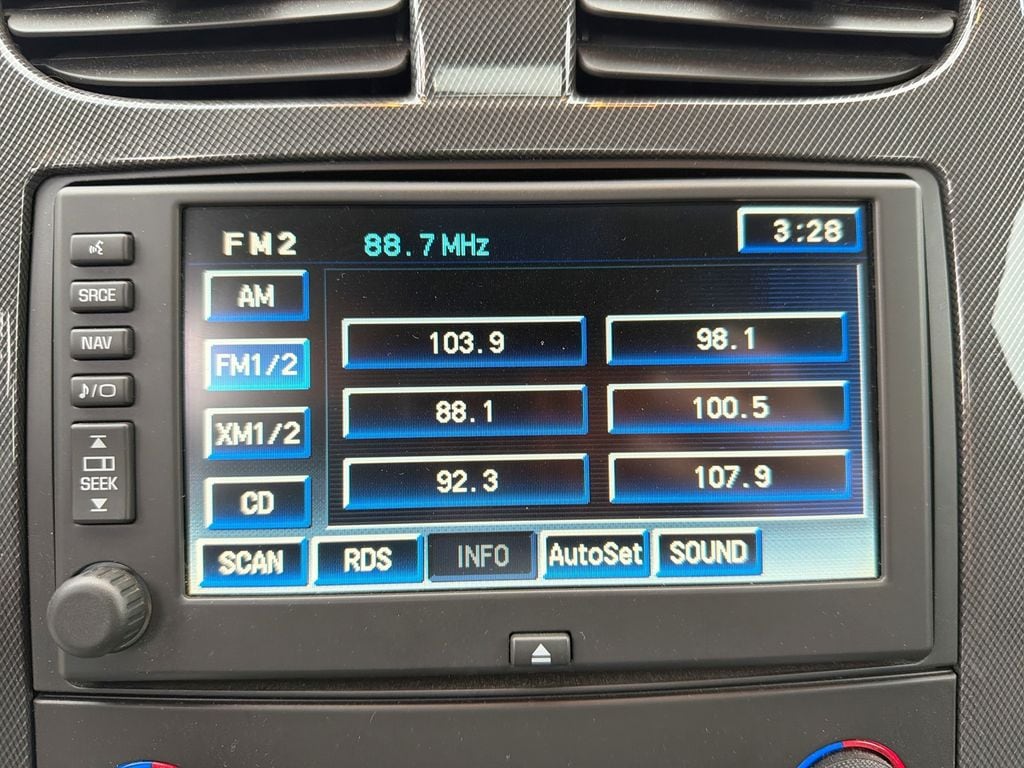 FM2 88.7 MHz 3:28
SRCE
NAV
SEEK
AM
FM1/2
XM1/2
CD
103.9 98.1
88.1 100.5
92.3 107.9
SCAN RDS INFO AutoSet SOUND